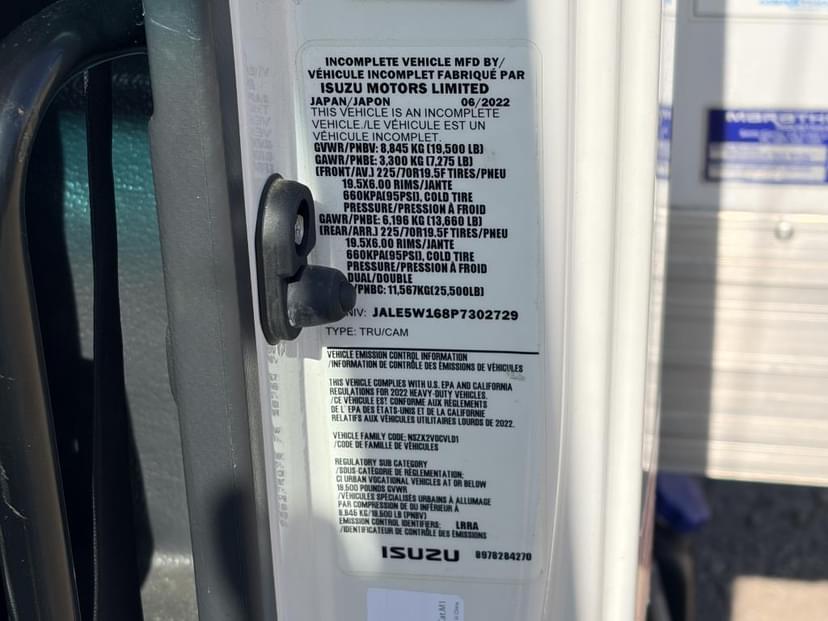 INCOMPLETE VEHICLE MFD BY/
VÉHICULE INCOMPLET FABRIQUÉ PAR
ISUZU MOTORS LIMITED
JAPAN/JAPON 06/2022
THIS VEHICLE IS AN INCOMPLETE
VEHICLE./LE VÉHICULE EST UN
VÉHICULE INCOMPLET.
GVWR/PNBV: 8,845 KG (19,500 LB)
GAWR/PNBE: 3,300 KG (7,275 LB)
(FRONT/AV.) 225/70R19.5F TIRES/PNEU
19.5X6.00 RIMS/JANTE
660KPA(95PSI), COLD TIRE
PRESSURE/PRESSION À FROID
GAWR/PNBE: 6,196 KG (13,660 LB)
(REAR/ARR.) 225/70R19.5F TIRES/PNEU
19.5X6.00 RIMS/JANTE
660KPA(95PSI), COLD TIRE
PRESSURE/PRESSION À FROID
DUAL/DOUBLE
/PNBC: 11,567KG(25,500LB)
NIV: JALE5W168P7302729
TYPE: TRU/CAM
VEHICLE EMISSION CONTROL INFORMATION
/INFORMATION DE CONTRÔLE DES ÉMISSIONS DE VÉHICULES
THIS VEHICLE COMPLIES WITH U.S. EPA AND CALIFORNIA
REGULATIONS FOR 2022 HEAVY-DUTY VEHICLES.
/CE VÉHICULE EST CONFORME AUX RÈGLEMENTS
DE L'EPA DES ÉTATS-UNIS ET DE LA CALIFORNIE
RELATIFS AUX VÉHICULES UTILITAIRES LOURDS DE 2022.
VEHICLE FAMILY CODE: NSZX2VOCVLD1
/CODE DE FAMILLE DE VÉHICULES
REGULATORY SUB CATEGORY
/SOUS-CATÉGORIE DE RÉGLEMENTATION:
CI URBAN VOCATIONAL VEHICLES AT OR BELOW
19,500 POUNDS GVWR
/VÉHICULES SPÉCIALISÉS URBAINS À ALLUMAGE
PAR COMPRESSION DE OU INFÉRIEUR À
8,845 KG/19,500 LB (PNBV)
EMISSION CONTROL IDENTIFIERS: LRRA
/IDENTIFICATEUR DE CONTRÔLE DES ÉMISSIONS
ISUZU 8978284270
Cat.M1
in China